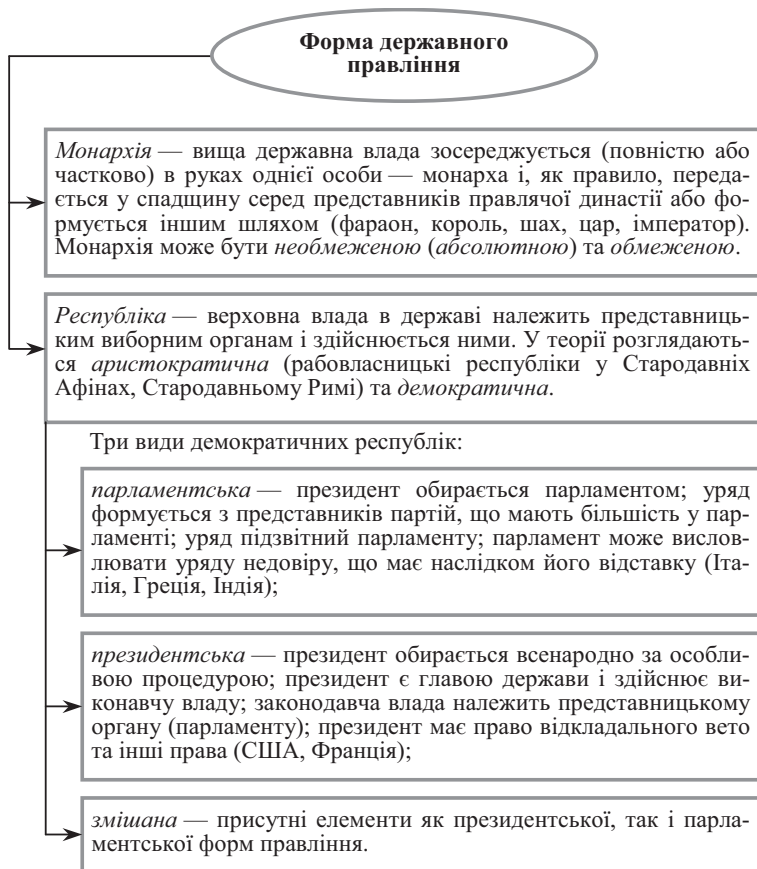 Форма державного
правління
Монархія — вища державна влада зосереджується (повністю або
частково) в руках однієї особи — монарха і, як правило, переда-
ється у спадщину серед представників правлячої династії або фор-
мується іншим шляхом (фараон, король, шах, цар, імператор).
Монархія може бути необмеженою (абсолютною) та обмеженою.
Республіка — верховна влада в державі належить представниць-
ким виборним органам і здійснюється ними. У теорії розглядають-
ся аристократична (рабовласницькі республіки у Стародавніх
Афінах, Стародавньому Римі) та демократична.
Три види демократичних республік:
парламентська — президент обирається парламентом; уряд
формується з представників партій, що мають більшість у пар-
ламенті; уряд підзвітний парламенту; парламент може вислов-
лювати уряду недовіру, що має наслідком його відставку (Іта-
лія, Греція, Індія);
президентська — президент обирається всенародно за особли-
вою процедурою; президент є главою держави і здійснює ви-
конавчу владу; законодавча влада належить представницькому
органу (парламенту); президент має право відкладального вето
та інші права (США, Франція);
змішана — присутні елементи як президентської, так і парла-
ментської форм правління.